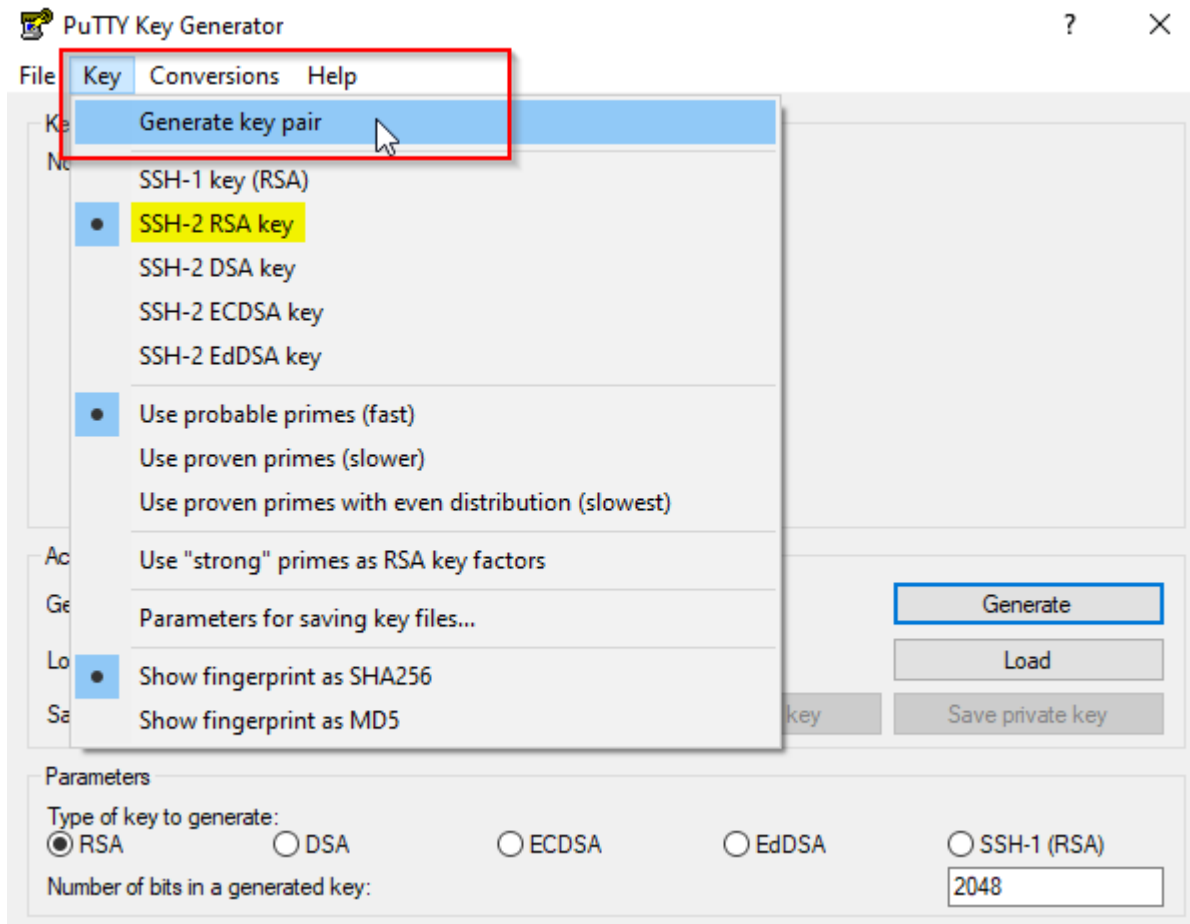 PuTTY Key Generator ?
File Key Conversions Help
Generate key pair
SSH-1 key (RSA)
SSH-2 RSA key
SSH-2 DSA key
SSH-2 ECDSA key
SSH-2 EdDSA key
Use probable primes (fast)
Use proven primes (slower)
Use proven primes with even distribution (slowest)
Use "strong" primes as RSA key factors
Parameters for saving key files...
Show fingerprint as SHA256
Show fingerprint as MD5
Generate
Load
key
Save private key
Parameters
Type of key to generate:
RSA DSA ECDSA EdDSA SSH-1 (RSA)
Number of bits in a generated key: 2048